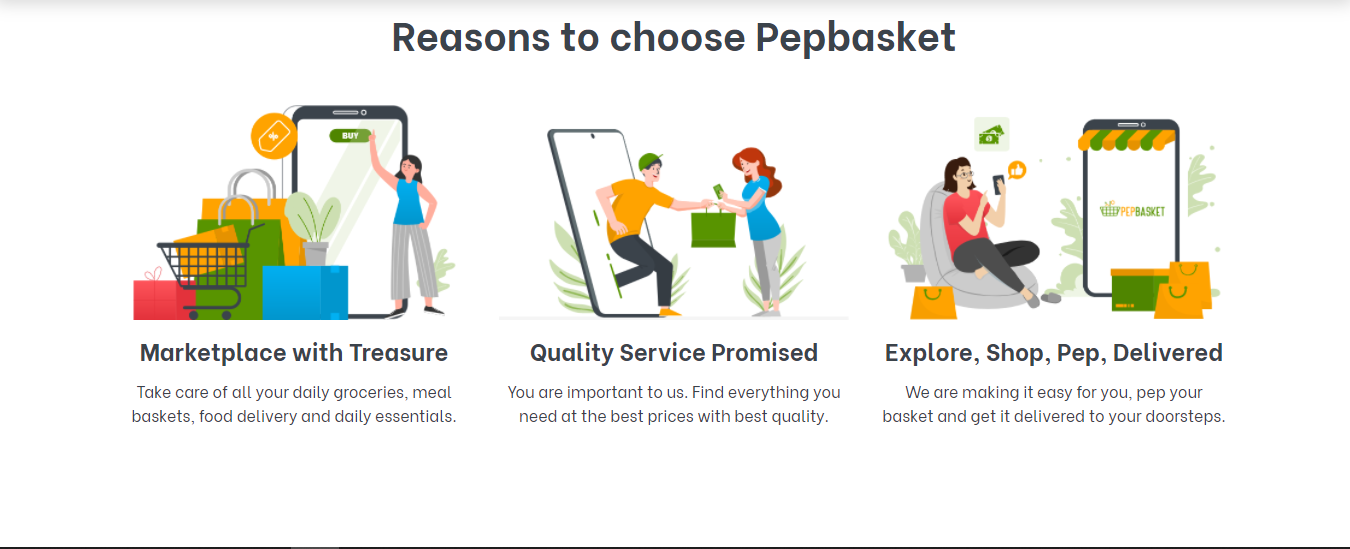 Reasons to choose Pepbasket
BUY
PEPBASKET
Marketplace with Treasure
Quality Service Promised
Explore, Shop, Pep, Delivered
Take care of all your daily groceries, meal
baskets, food delivery and daily essentials.
You are important to us. Find everything you
need at the best prices with best quality.
We are making it easy for you, pep your
basket and get it delivered to your doorsteps.